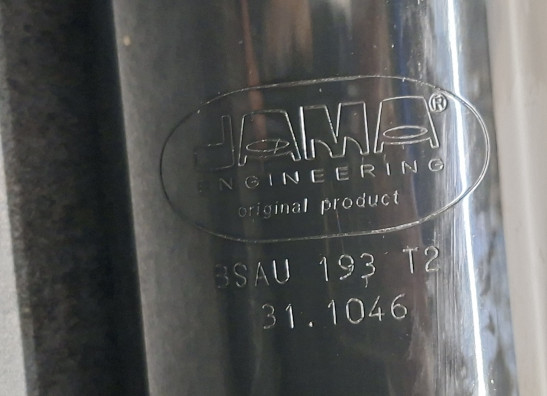 JAMA®
ENGINEERING
original product
BSAU 193 T2
31.1046